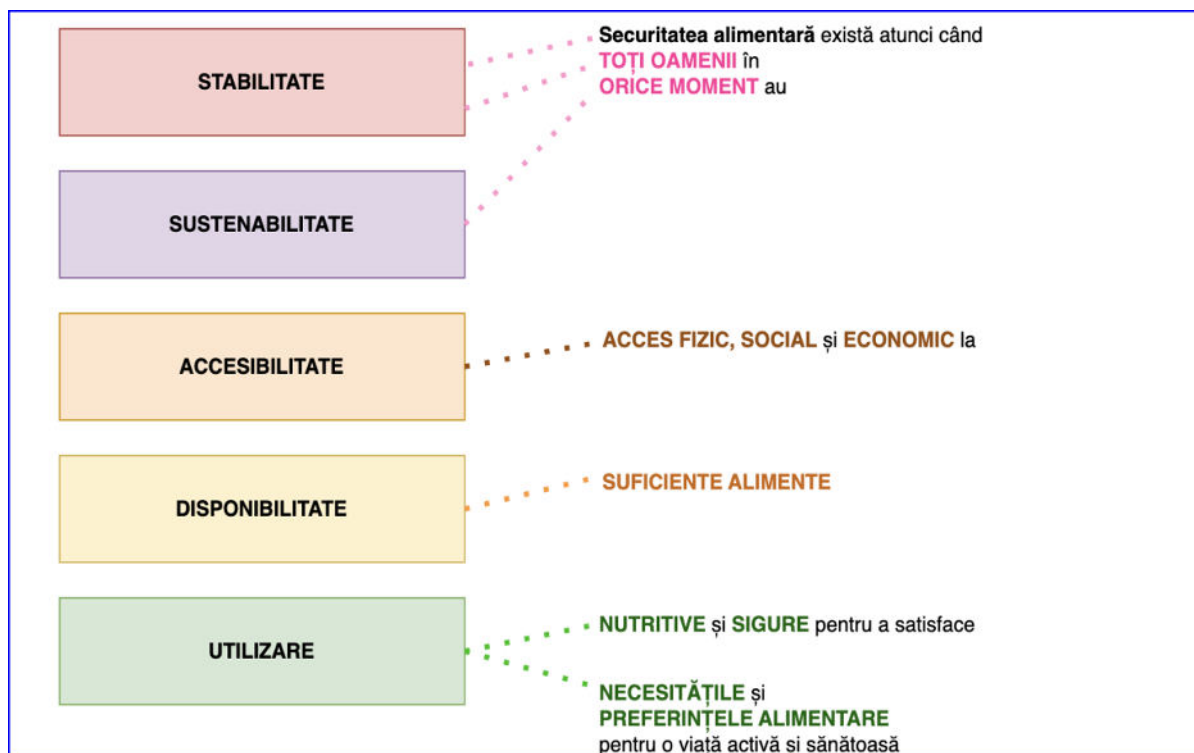 STABILITATE
Securitatea alimentară există atunci când
TOȚI OAMENII în
ORICE MOMENT au
SUSTENABILITATE
ACCESIBILITATE
ACCES FIZIC, SOCIAL și ECONOMIC la
DISPONIBILITATE
SUFICIENTE ALIMENTE
UTILIZARE
NUTRITIVE și SIGURE pentru a satisface
NECESITĂȚILE și
PREFERINȚELE ALIMENTARE
pentru o viață activă si sănătoasă